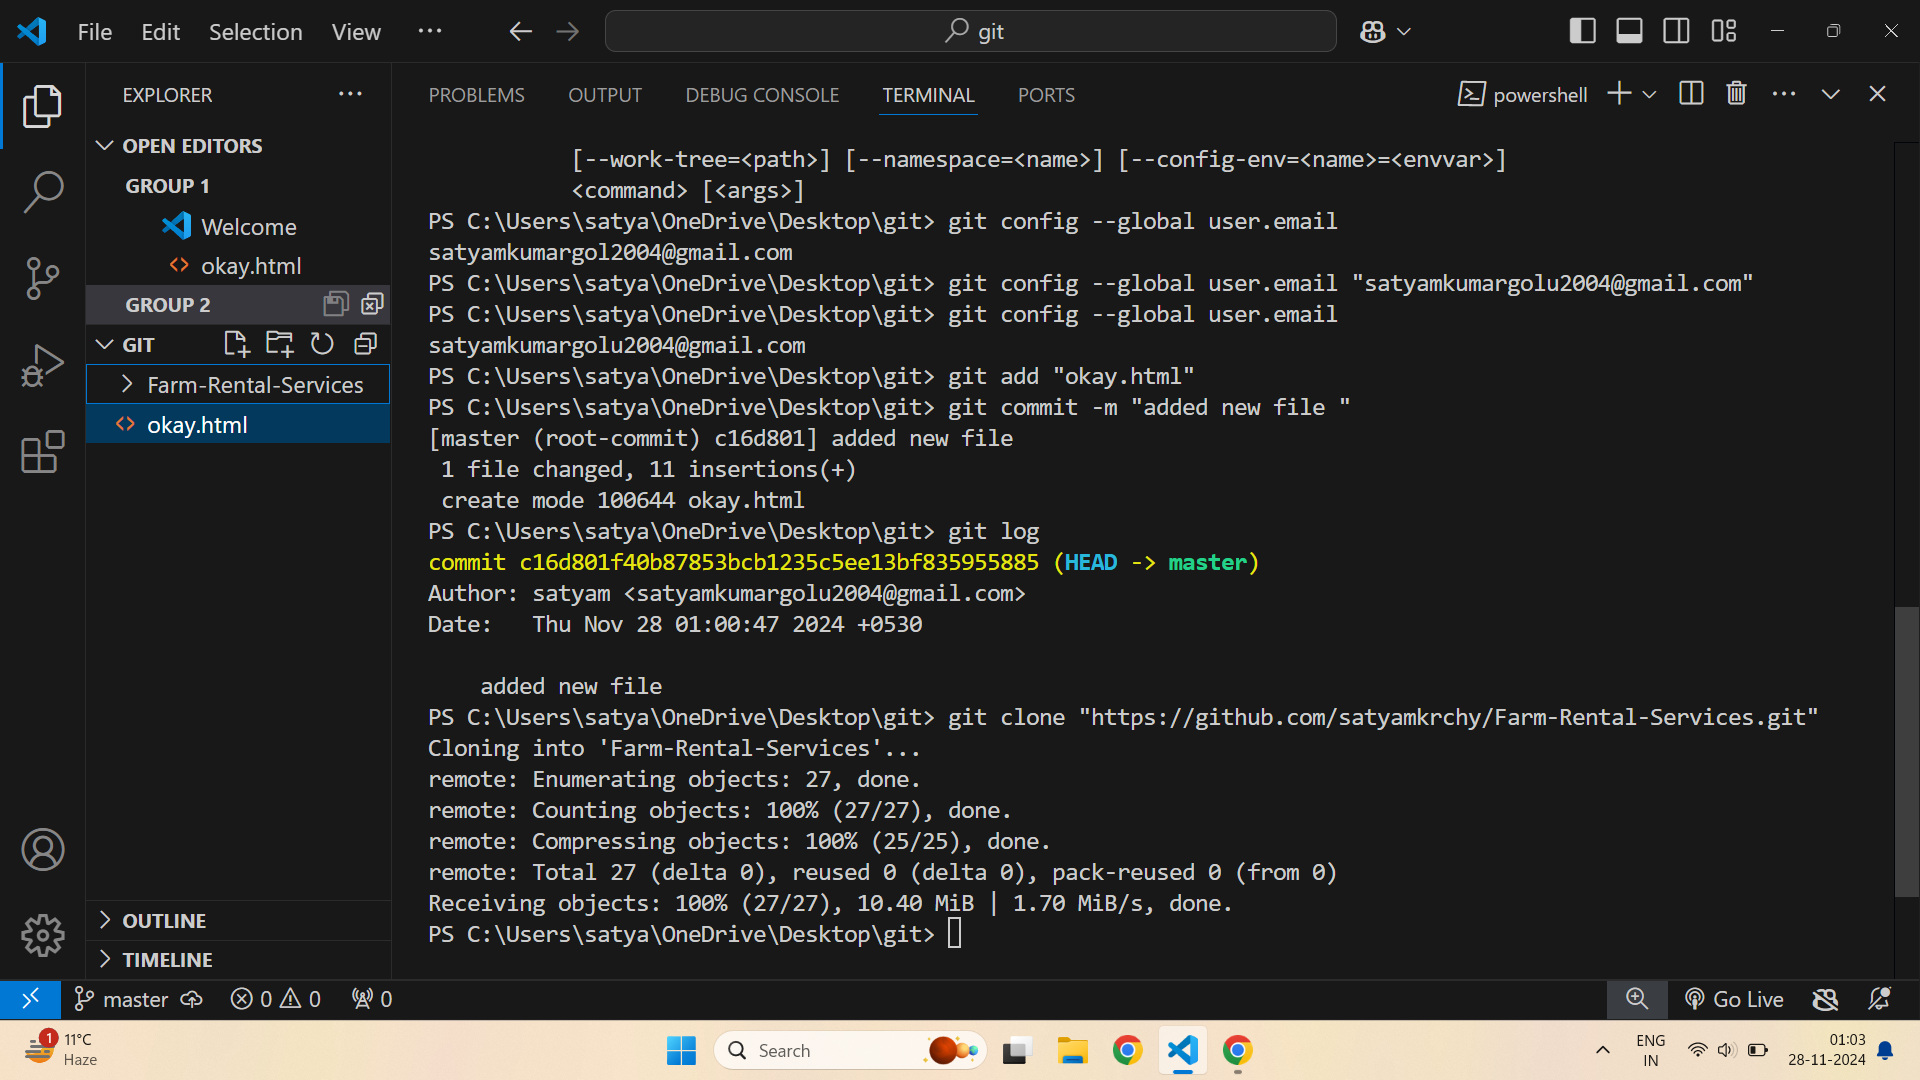 File Edit Selection View ... git
EXPLORER ...
PROBLEMS OUTPUT DEBUG CONSOLE TERMINAL PORTS
powershell ...
OPEN EDITORS
GROUP 1
Welcome
okay.html
GROUP 2
GIT
Farm-Rental-Services
okay.html
OUTLINE
TIMELINE
[--work-tree=<path>] [--namespace=<name>] [--config-env=<name>=<envvar>]
<command> [<args>]
PS C:\Users\satya\OneDrive\Desktop\git> git config --global user.email
satyamkumargol2004@gmail.com
PS C:\Users\satya\OneDrive\Desktop\git> git config --global user.email "satyamkumargolu2004@gmail.com"
PS C:\Users\satya\OneDrive\Desktop\git> git config --global user.email
satyamkumargolu2004@gmail.com
PS C:\Users\satya\OneDrive\Desktop\git> git add "okay.html"
PS C:\Users\satya\OneDrive\Desktop\git> git commit -m "added new file "
[master (root-commit) c16d801] added new file
1 file changed, 11 insertions(+)
create mode 100644 okay.html
PS C:\Users\satya\OneDrive\Desktop\git> git log
commit c16d801f40b87853bcb1235c5ee13bf835955885 (HEAD -> master)
Author: satyam <satyamkumargolu2004@gmail.com>
Date:   Thu Nov 28 01:00:47 2024 +0530
added new file
PS C:\Users\satya\OneDrive\Desktop\git> git clone "https://github.com/satyamkrchy/Farm-Rental-Services.git"
Cloning into 'Farm-Rental-Services'...
remote: Enumerating objects: 27, done.
remote: Counting objects: 100% (27/27), done.
remote: Compressing objects: 100% (25/25), done.
remote: Total 27 (delta 0), reused 0 (delta 0), pack-reused 0 (from 0)
Receiving objects: 100% (27/27), 10.40 MiB | 1.70 MiB/s, done.
PS C:\Users\satya\OneDrive\Desktop\git>
master 0 0 0 Go Live
1 11°C
Haze
Search
ENG
IN
01:03
28-11-2024